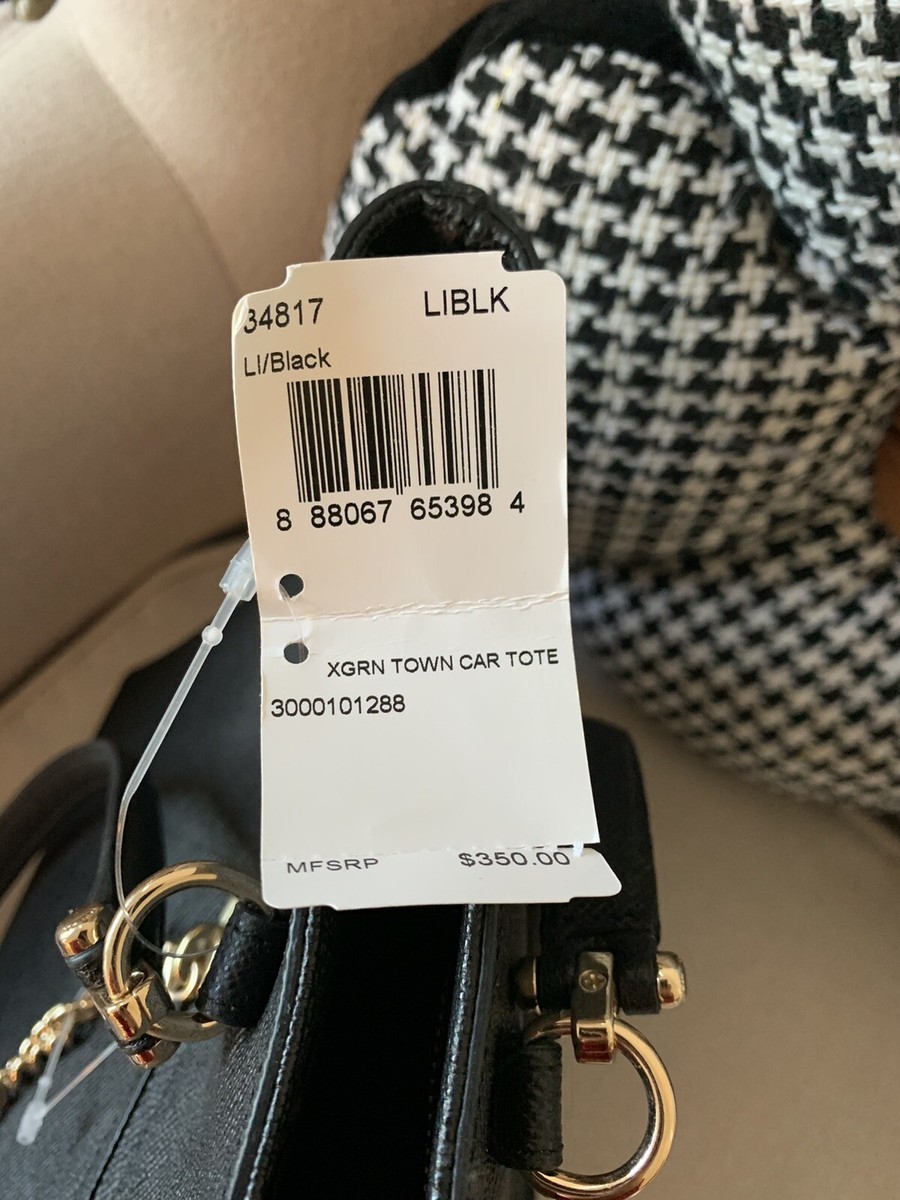 34817 LIBLK
LI/Black
8 88067 65398 4
XGRN TOWN CAR TOTE
3000101288
MFSRP $350.00